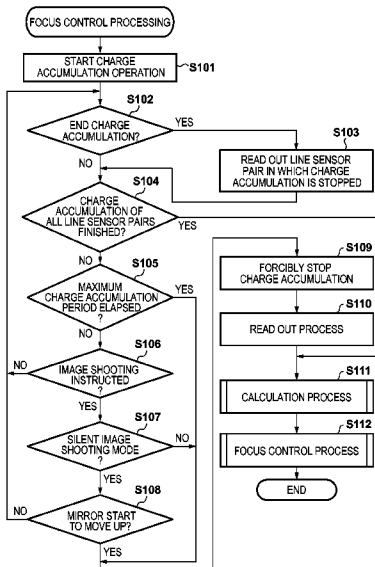 FOCUS CONTROL PROCESSING
START CHARGE
ACCUMULATION OPERATION
S101
S102
END CHARGE
ACCUMULATION?
YES
NO
S103
READ OUT LINE SENSOR
PAIR IN WHICH CHARGE
ACCUMULATION IS STOPPED
S104
CHARGE
ACCUMULATION OF
ALL LINE SENSOR PAIRS
FINISHED?
YES
NO
S105
MAXIMUM
CHARGE ACCUMULATION
PERIOD ELAPSED
?
YES
NO
S106
IMAGE SHOOTING
INSTRUCTED
?
NO
YES
S107
SILENT IMAGE
SHOOTING MODE
?
NO
YES
S108
MIRROR START
TO MOVE UP?
NO
YES
S109
FORCIBLY STOP
CHARGE ACCUMULATION
S110
READ OUT PROCESS
S111
CALCULATION PROCESS
S112
FOCUS CONTROL PROCESS
END